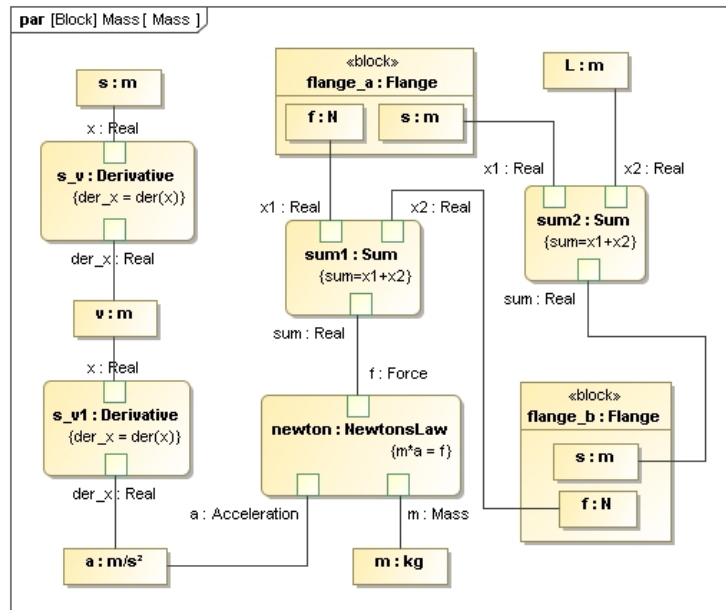 par [Block] Mass [ Mass ]
s : m
x : Real
s_v : Derivative
{der_x = der(x)}
der_x : Real
v : m
x : Real
s_v1 : Derivative
{der_x = der(x)}
der_x : Real
a : m/s²
«block»
flange_a : Flange
f : N
s : m
x1 : Real
x2 : Real
sum1 : Sum
{sum=x1+x2}
sum : Real
f : Force
newton : NewtonsLaw
{m*a = f}
a : Acceleration
m : Mass
m : kg
L : m
x1 : Real
x2 : Real
sum2 : Sum
{sum=x1+x2}
sum : Real
«block»
flange_b : Flange
s : m
f : N